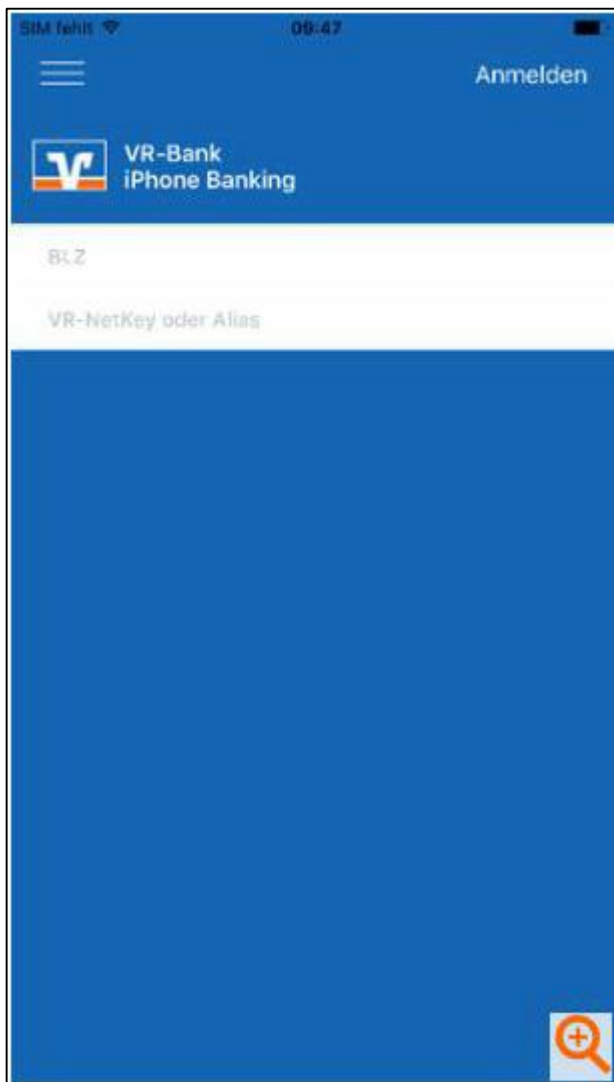 SIM fehlt 09:47
Anmelden
VR-Bank
iPhone Banking
BLZ
VR-NetKey oder Alias